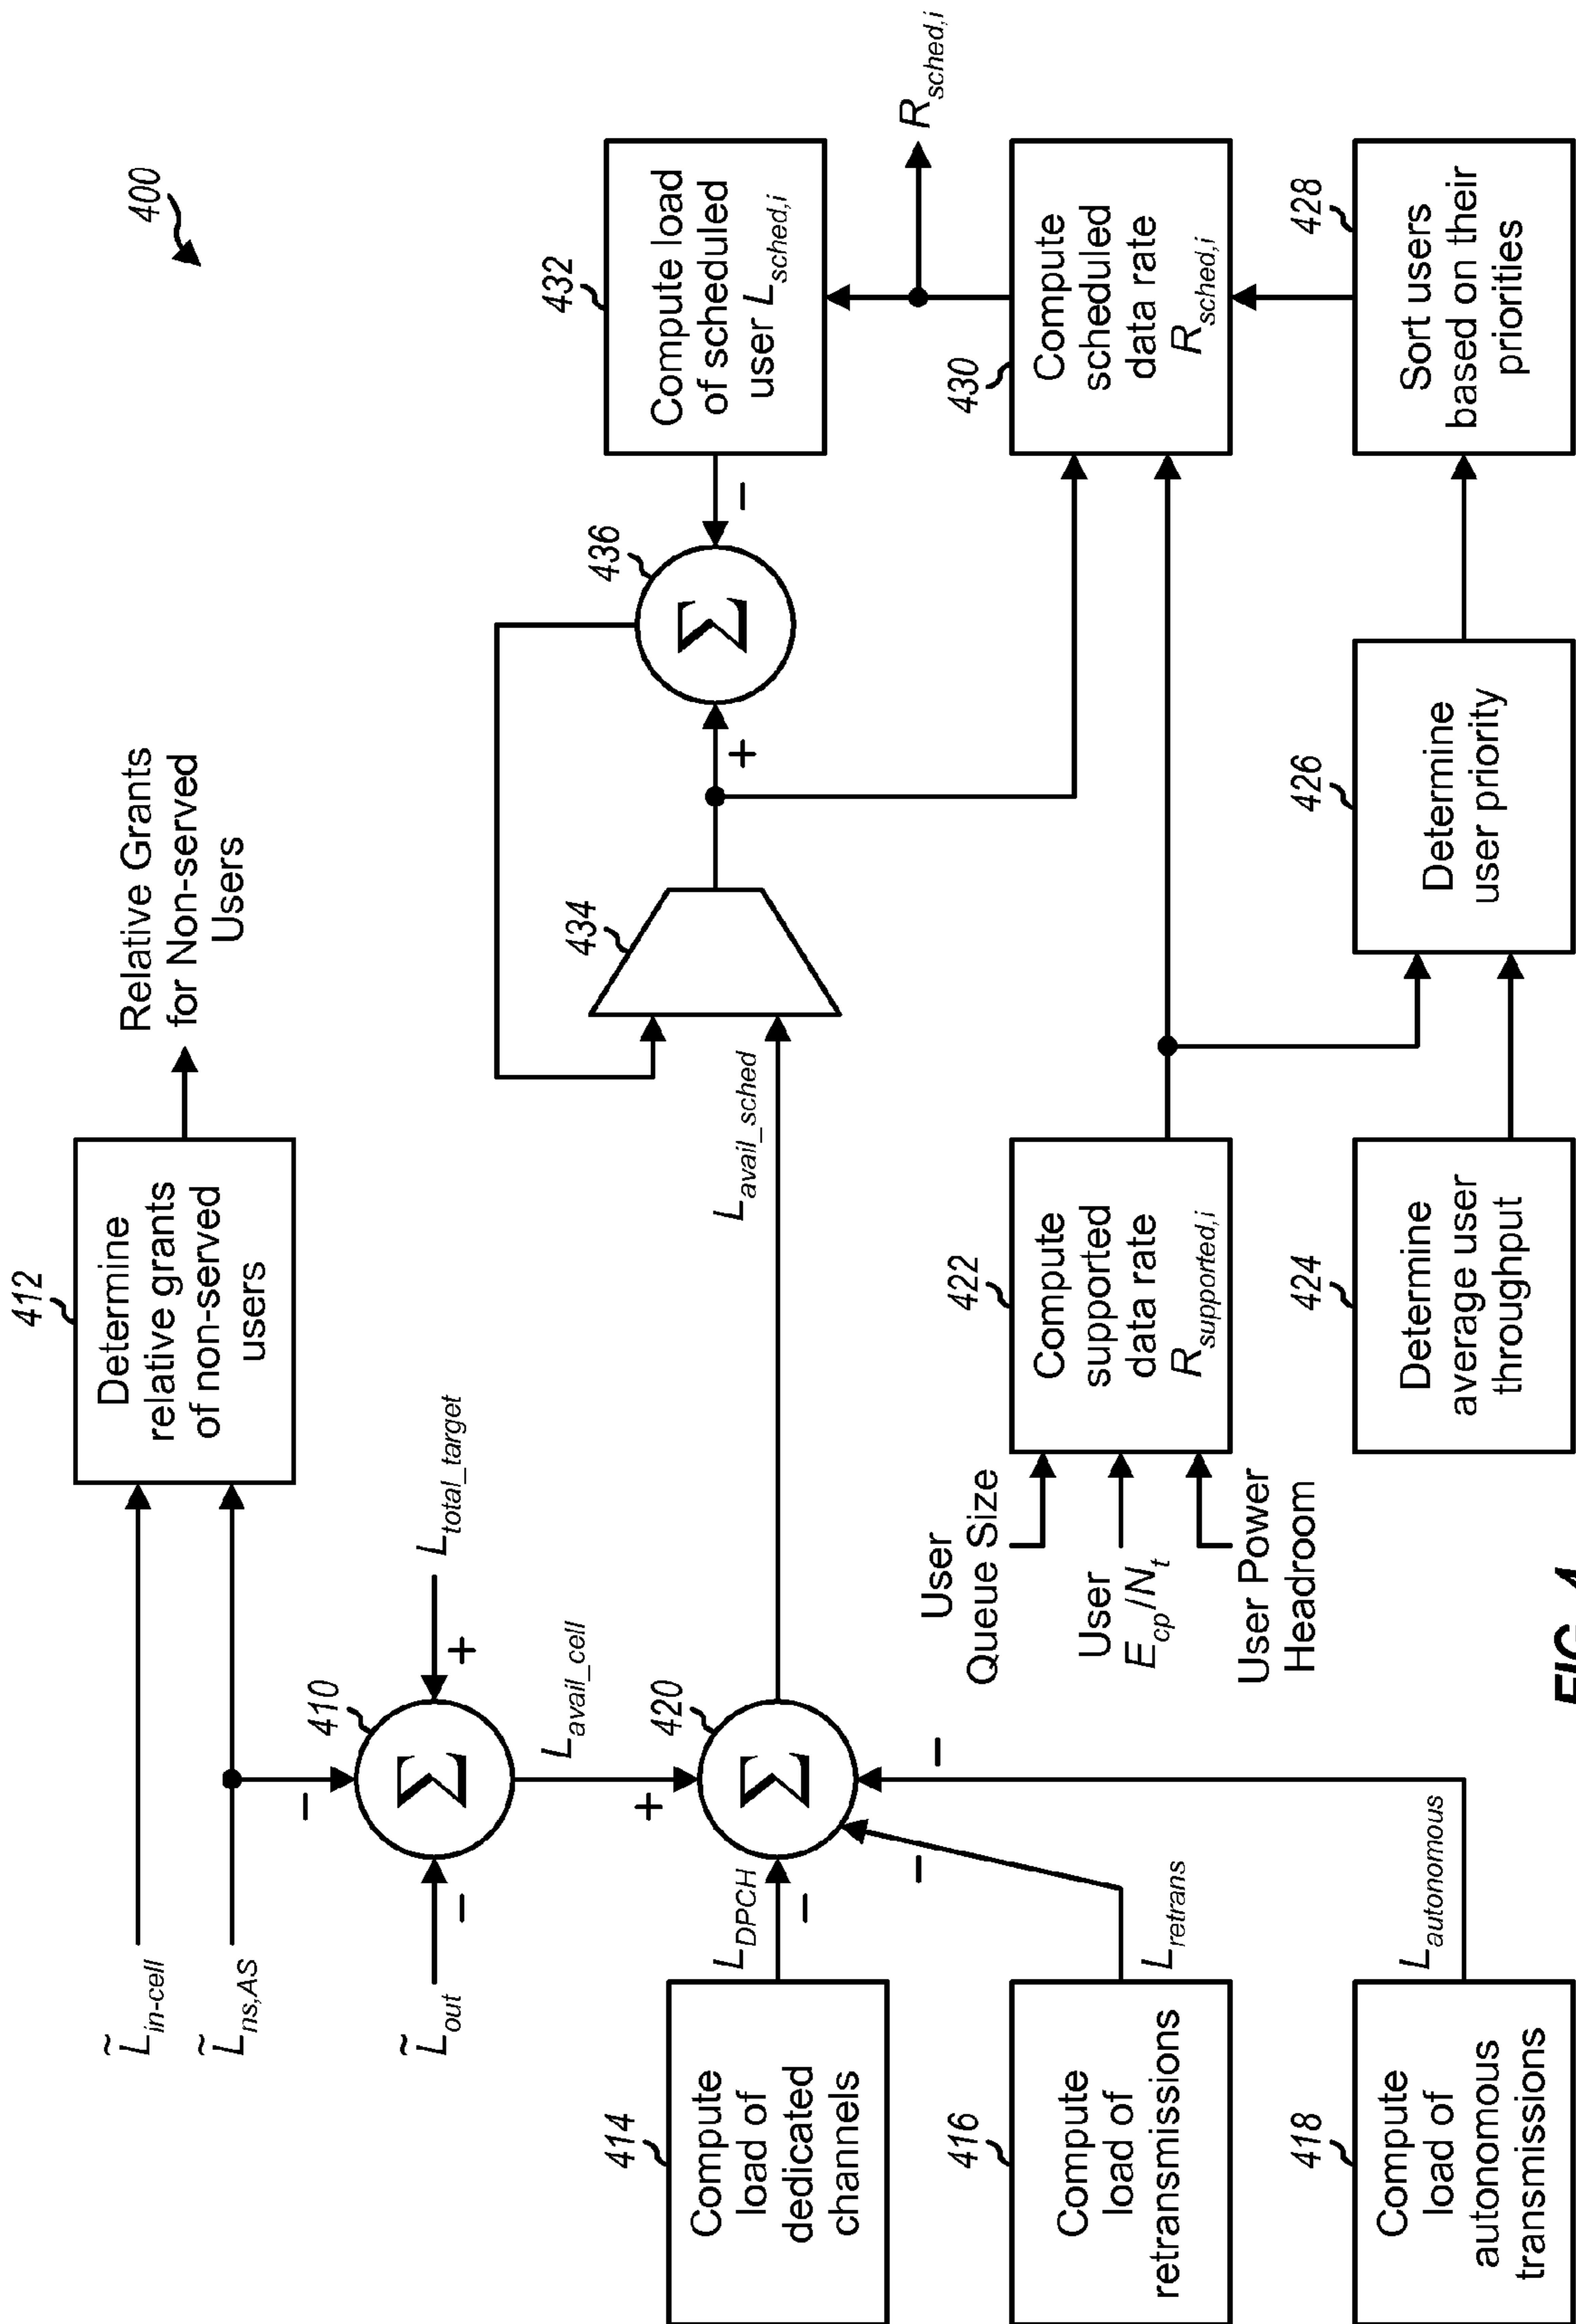 400
412
Determine
relative grants
of non-served
users
Relative Grants
for Non-served
Users
L̃in-cell
L̃ns,AS
L̃out
−
−
410
Σ
+
Ltotal_target
Lavail_cell
414
Compute
load of
dedicated
channels
LDPCH
−
+
420
Σ
−
−
Lavail_sched
434
+
436
Σ
−
432
Compute load
of scheduled
user Lsched,i
Rsched,i
416
Compute
load of
retransmissions
Lretrans
User
Queue Size
User
Ecp/Nt
User Power
Headroom
422
Compute
supported
data rate
Rsupported,i
430
Compute
scheduled
data rate
Rsched,i
418
Compute
load of
autonomous
transmissions
Lautonomous
424
Determine
average user
throughput
426
Determine
user priority
428
Sort users
based on their
priorities
FIG. 4